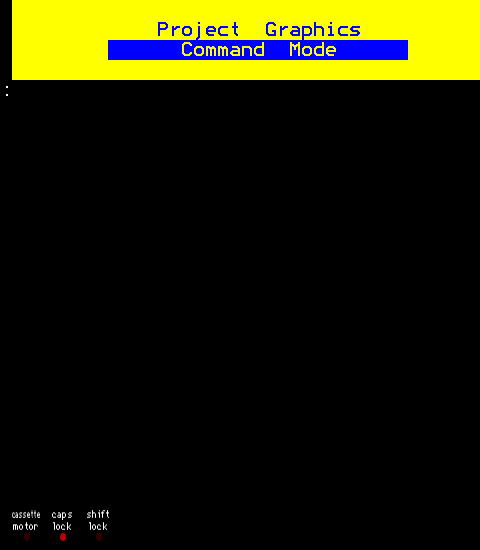 Project Graphics
Command Mode
:
cassette caps shift
motor lock lock